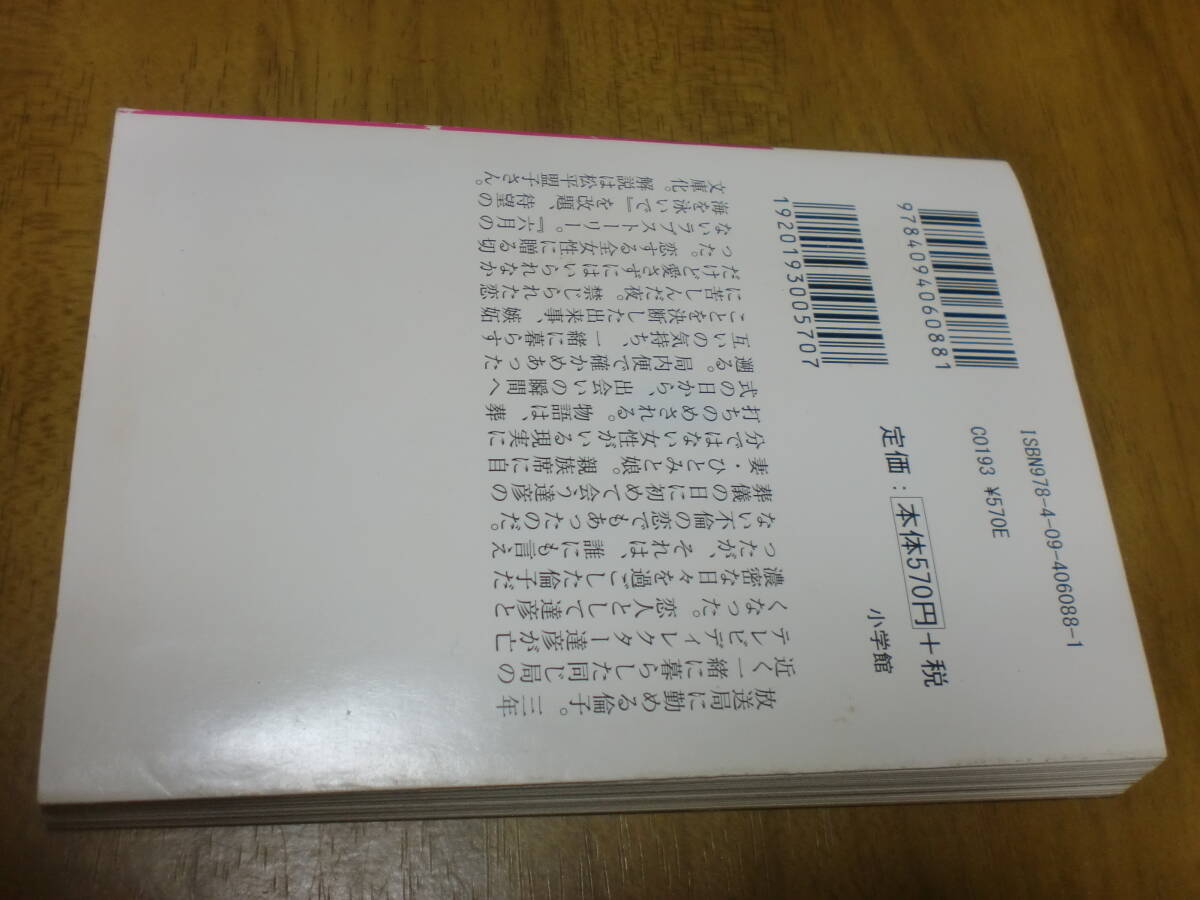 9784094060881
1920193005707
ISBN978-4-09-406088-1
C0193 ¥570E
定価：本体570円＋税
小学館
放送局に勤める倫子。三年
近く一緒に暮らした同じ局の
テレビディレクター達彦が亡
くなった。恋人として達彦と
濃密な日々を過ごした倫子だ
ったが、それは、誰にも言え
ない不倫の恋でもあったのだ。
葬儀の日に初めて会う達彦の
妻・ひとみと娘。親族席に自
分ではない女性がいる現実に
打ちのめされる。物語は、葬
式の日から、出会いの瞬間へ
遡る。局内便で確かめあった
互いの気持ち、一緒に暮らす
ことを決断した出来事、嫉妬
に苦しんだ夜。禁じられた恋
だけど愛さずにはいられなか
った。恋する全女性に贈る切
ないラブストーリー。『六月の
海を泳いで』を改題、待望の
文庫化。解説は松平盟子さん。